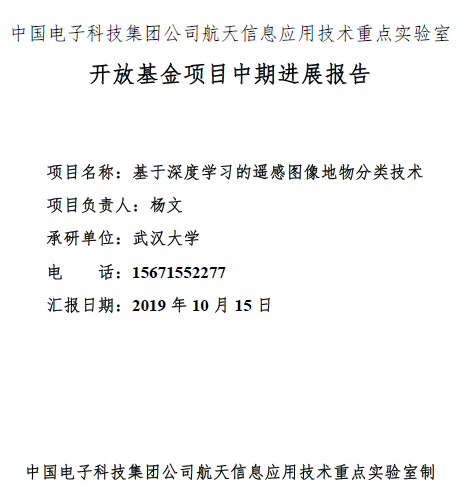 中国电子科技集团公司航天信息应用技术重点实验室
开放基金项目中期进展报告
项目名称：基于深度学习的遥感图像地物分类技术
项目负责人：杨文
承研单位：武汉大学
电　　话：15671552277
汇报日期：2019 年 10 月 15 日
中国电子科技集团公司航天信息应用技术重点实验室制